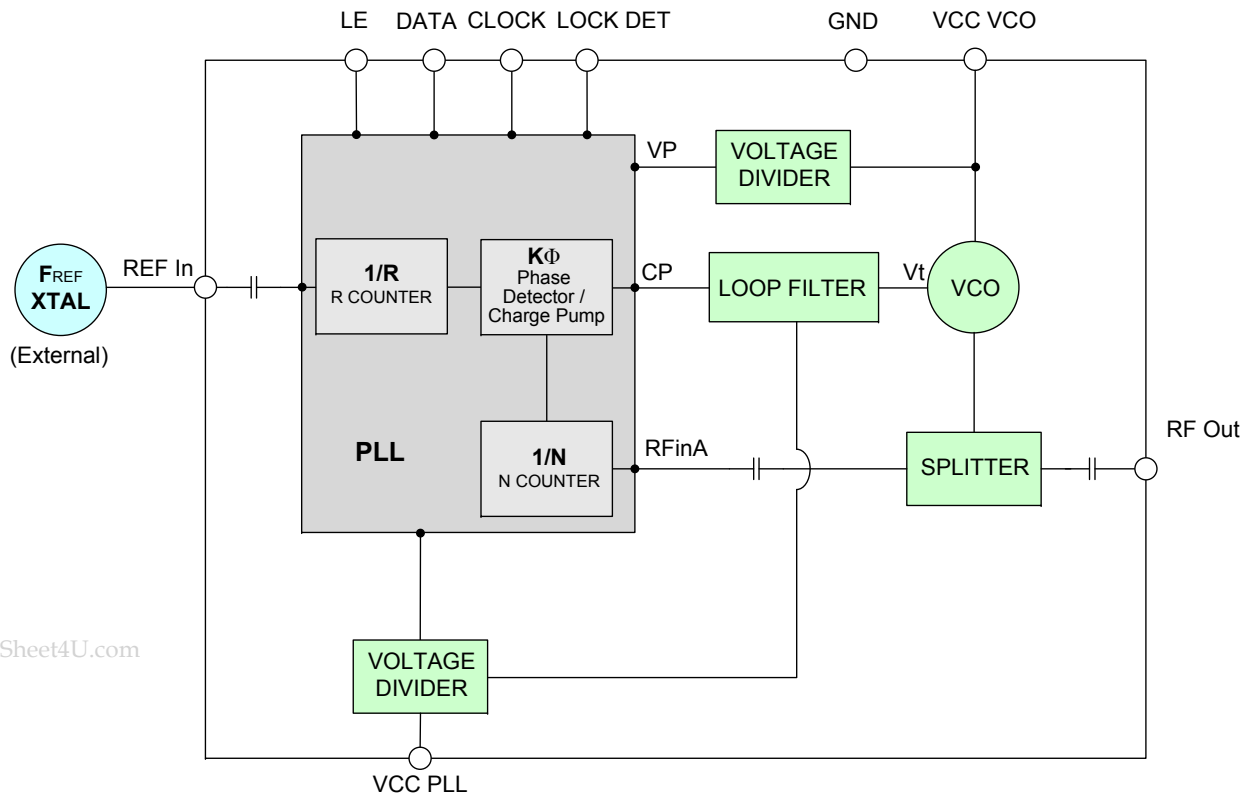 LE DATA CLOCK LOCK DET GND VCC VCO
VP
VOLTAGE
DIVIDER
FREF
XTAL
(External)
REF In
1/R
R COUNTER
KΦ
Phase
Detector /
Charge Pump
CP
LOOP FILTER
Vt
VCO
PLL
1/N
N COUNTER
RFinA
SPLITTER
RF Out
VOLTAGE
DIVIDER
VCC PLL
Sheet4U.com